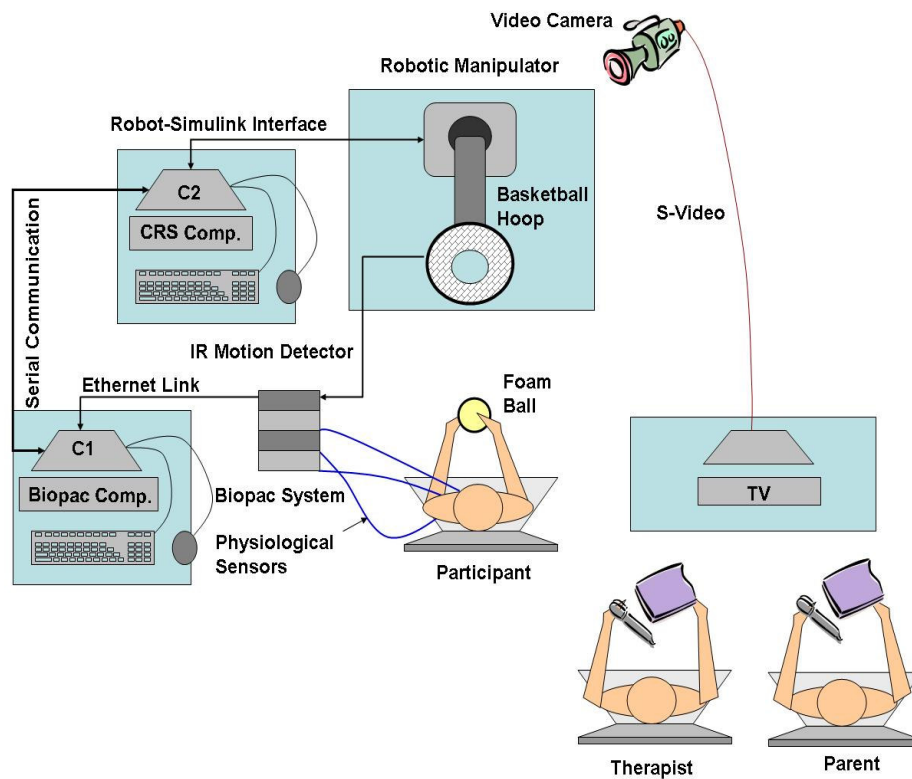 Video Camera
Robotic Manipulator
Robot-Simulink Interface
C2
CRS Comp.
Basketball
Hoop
S-Video
Serial Communication
IR Motion Detector
Ethernet Link
Foam
Ball
C1
Biopac Comp.
Biopac System
TV
Physiological
Sensors
Participant
Therapist
Parent